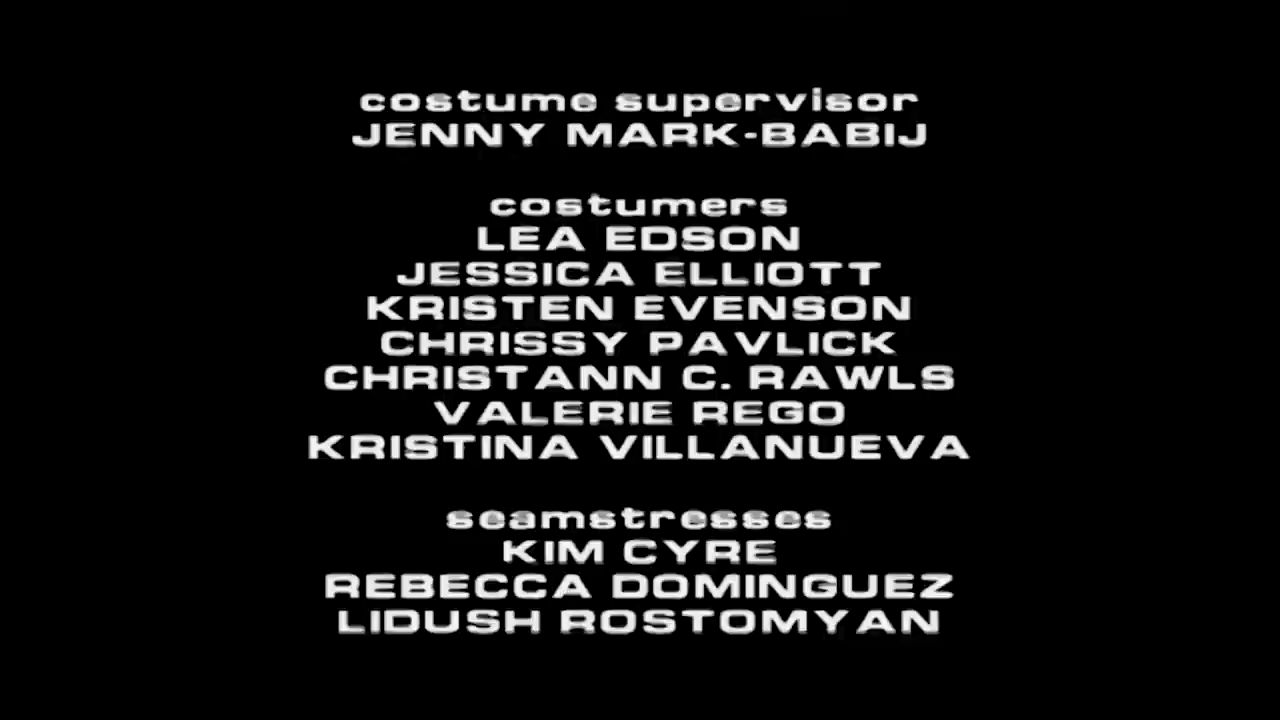 costume supervisor
JENNY MARK-BABIJ
costumers
LEA EDSON
JESSICA ELLIOTT
KRISTEN EVENSON
CHRISSY PAVLICK
CHRISTANN C. RAWLS
VALERIE REGO
KRISTINA VILLANUEVA
seamstresses
KIM CYRE
REBECCA DOMINGUEZ
LIDUSH ROSTOMYAN